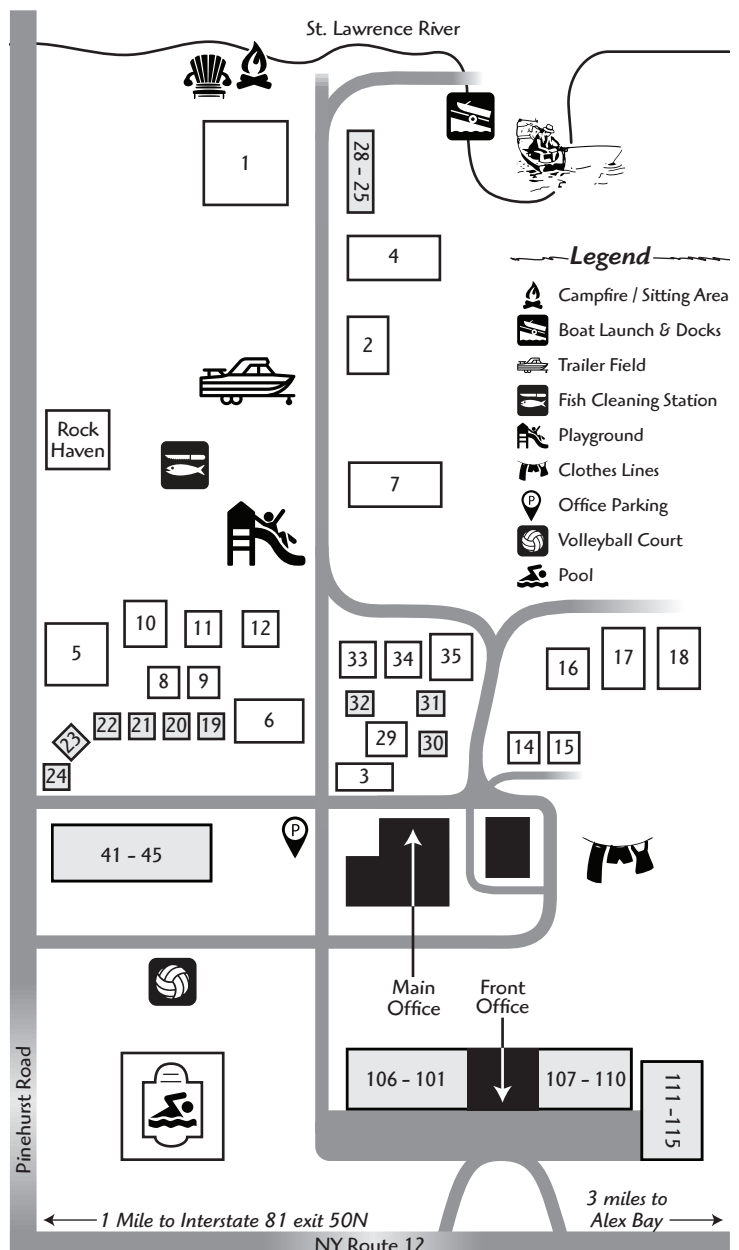 St. Lawrence River
1
28 - 25
4
Legend
Campfire / Sitting Area
Boat Launch & Docks
2
Trailer Field
Fish Cleaning Station
Rock
Haven
Playground
Clothes Lines
7
P Office Parking
Volleyball Court
Pool
10
11
12
5
33
34
35
16
17
18
8
9
32
31
22
21
20
19
6
23
29
30
14
15
24
3
P
41 - 45
Main
Office
Front
Office
106 - 101
107 - 110
111 -115
Pinehurst Road
1 Mile to Interstate 81 exit 50N
3 miles to
Alex Bay
NY Route 12